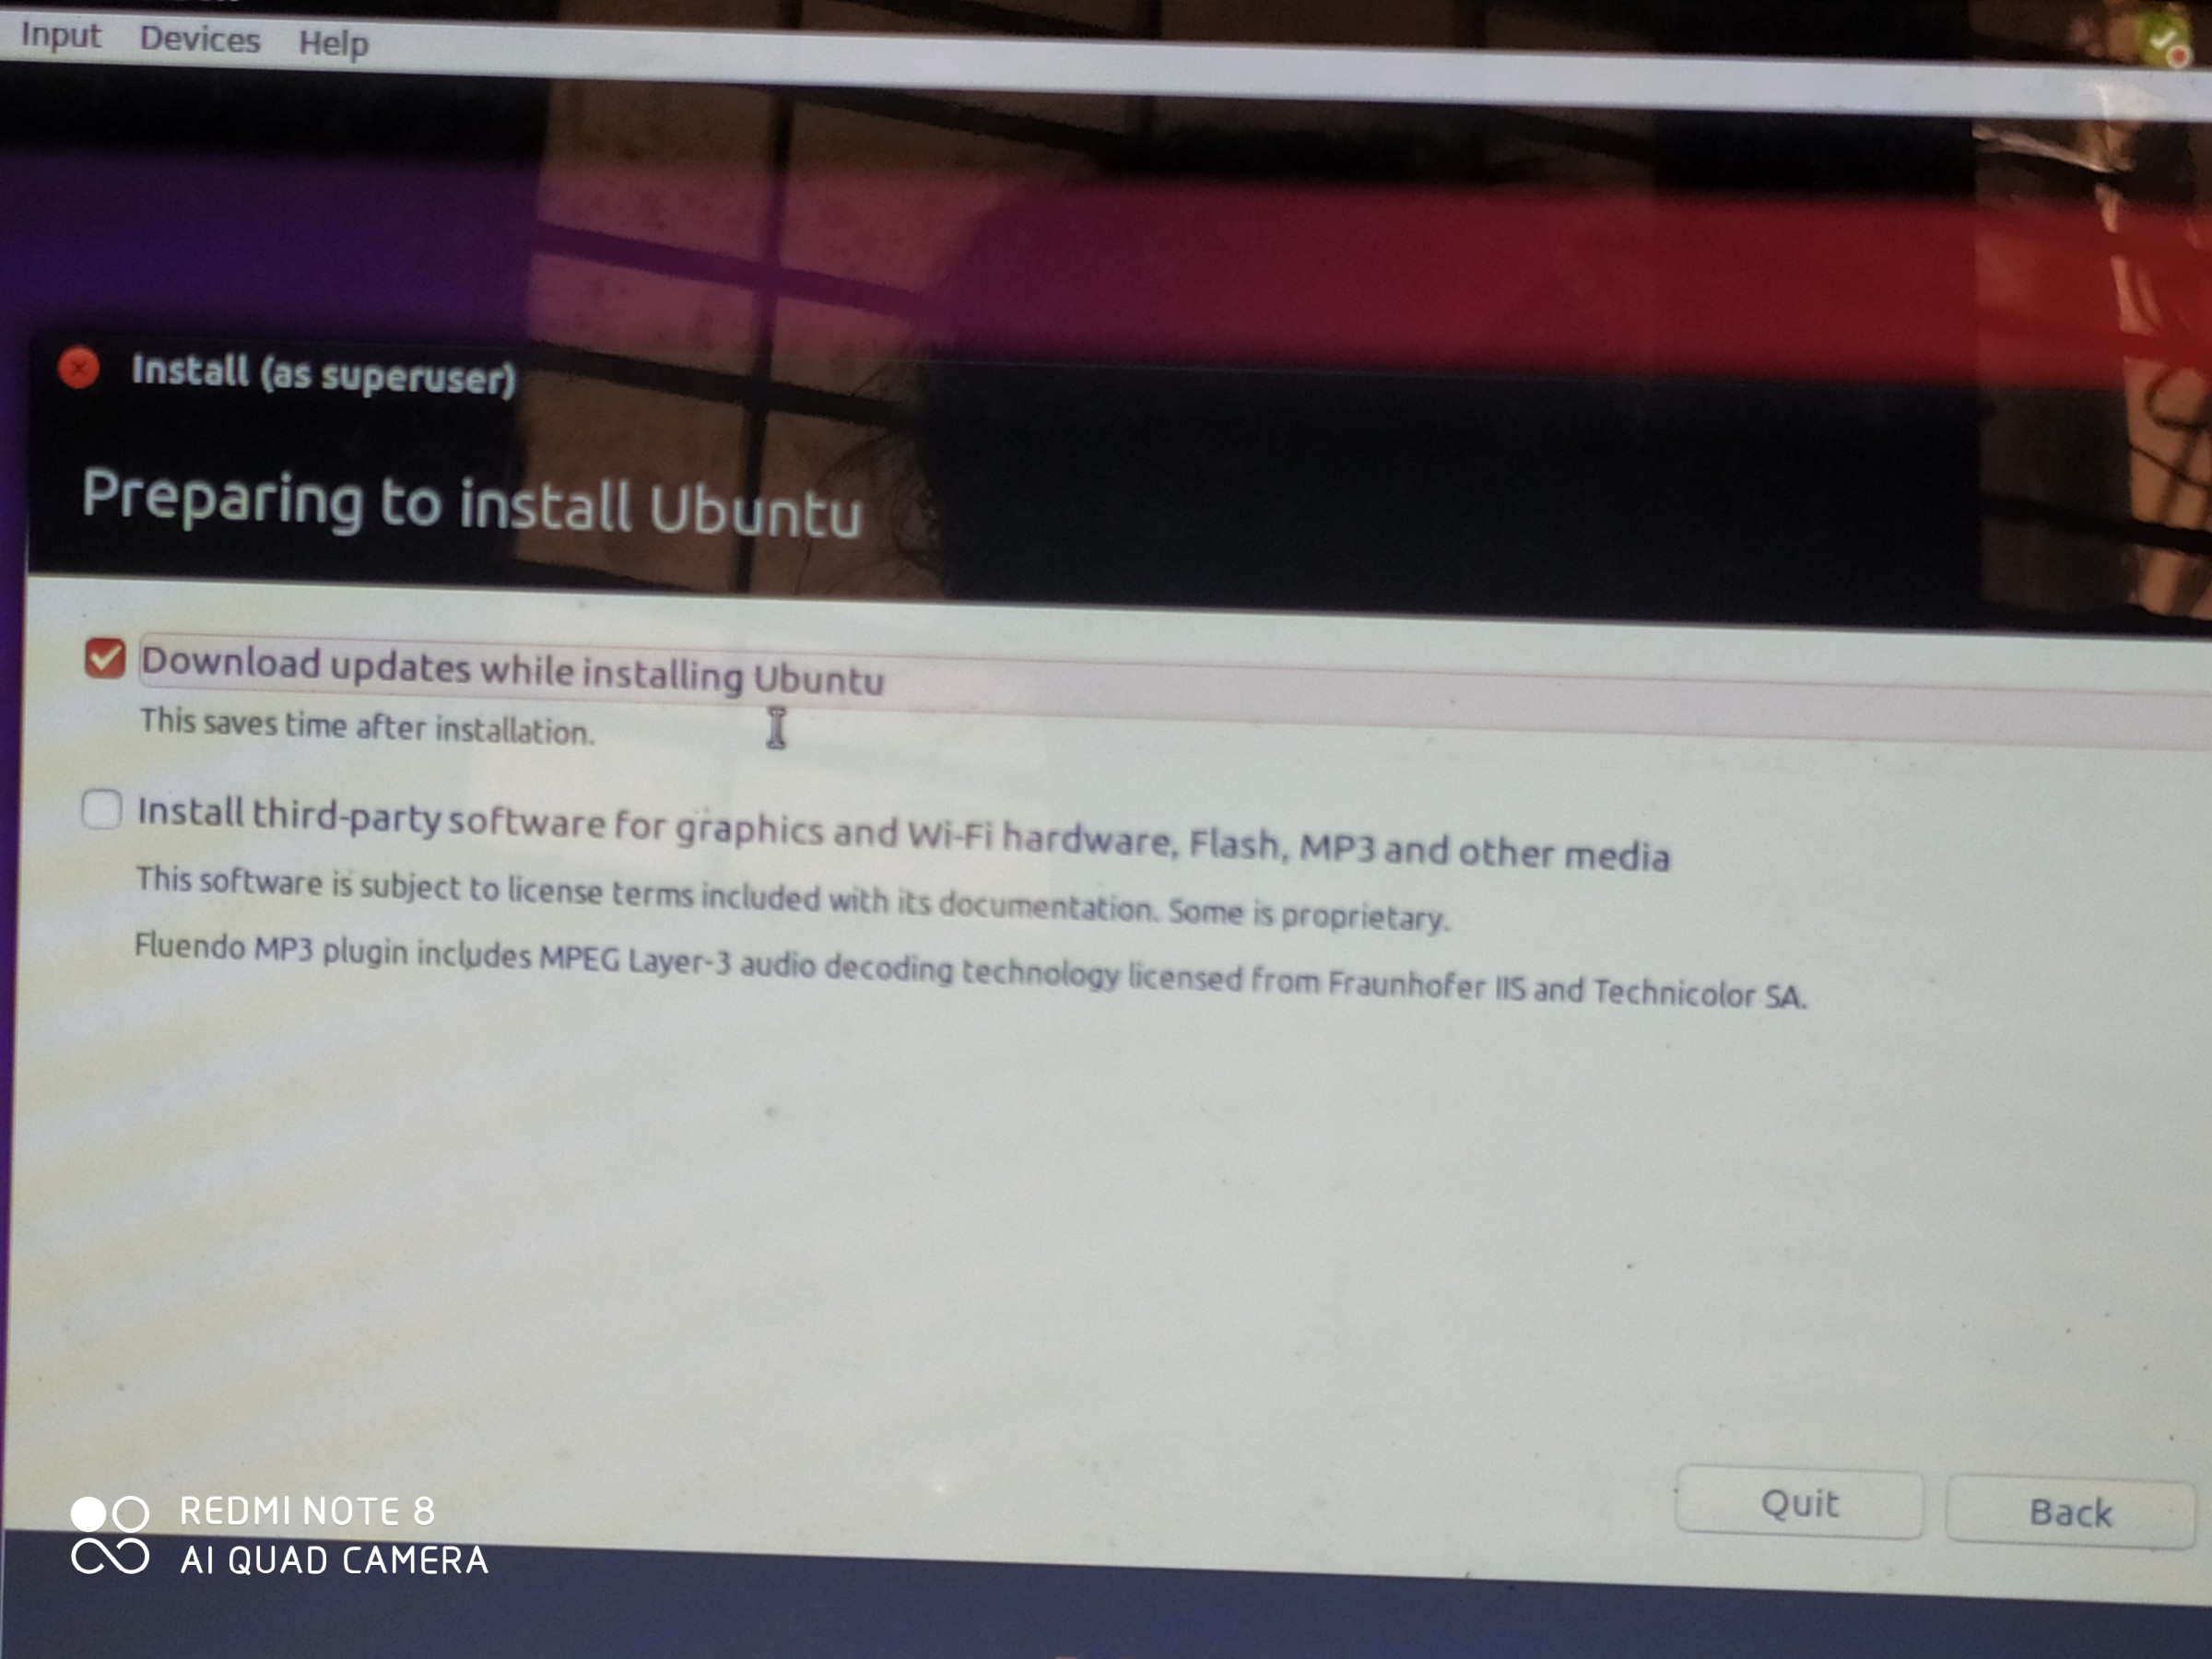 Input Devices Help
Install (as superuser)
Preparing to install Ubuntu
Download updates while installing Ubuntu
This saves time after installation.
Install third-party software for graphics and Wi-Fi hardware, Flash, MP3 and other media
This software is subject to license terms included with its documentation. Some is proprietary.
Fluendo MP3 plugin includes MPEG Layer-3 audio decoding technology licensed from Fraunhofer IIS and Technicolor SA.
Quit Back
REDMI NOTE 8
AI QUAD CAMERA